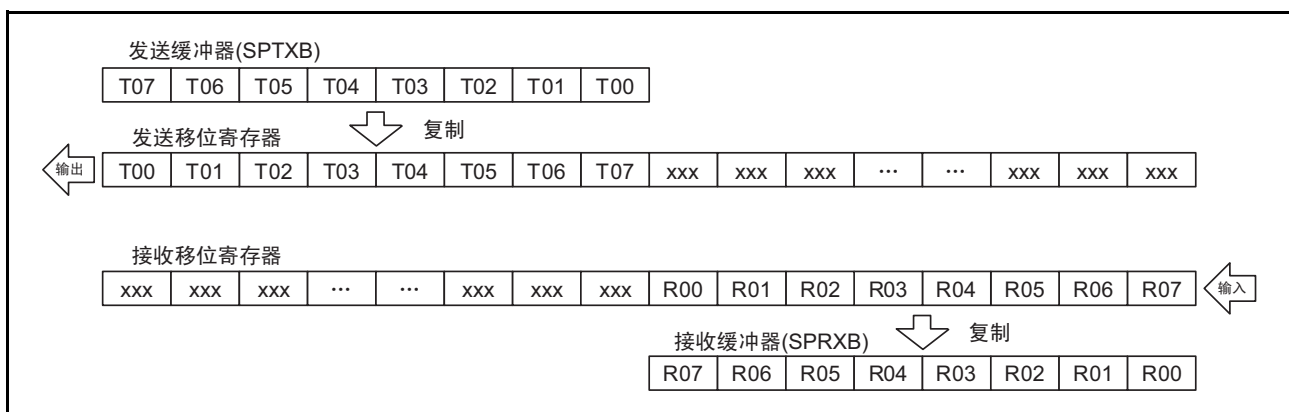 发送缓冲器(SPTXB)
T07 T06 T05 T04 T03 T02 T01 T00
复制
发送移位寄存器
输出 T00 T01 T02 T03 T04 T05 T06 T07 xxx xxx xxx … … xxx xxx xxx
接收移位寄存器
xxx xxx xxx … … xxx xxx xxx R00 R01 R02 R03 R04 R05 R06 R07 输入
复制
接收缓冲器(SPRXB)
R07 R06 R05 R04 R03 R02 R01 R00